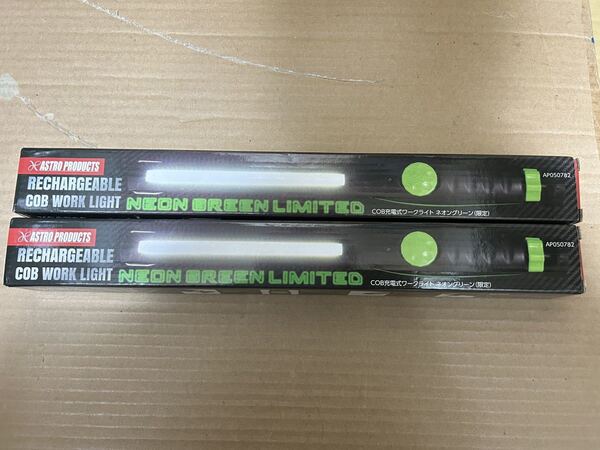 ASTRO PRODUCTS
RECHARGEABLE
COB WORK LIGHT
NEON GREEN LIMITED
COB充電式ワークライト ネオングリーン(限定)
AP050782
ASTRO PRODUCTS
RECHARGEABLE
COB WORK LIGHT
NEON GREEN LIMITED
COB充電式ワークライト ネオングリーン(限定)
AP050782